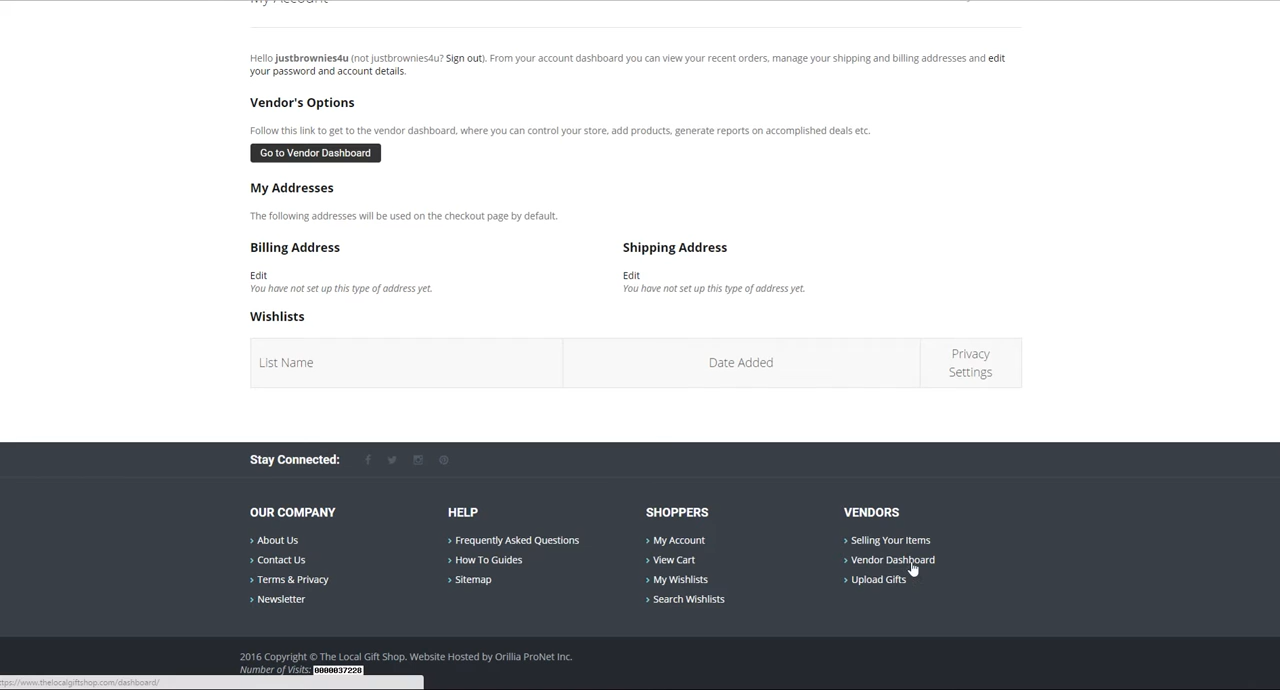 My Account
Hello justbrownies4u (not justbrownies4u? Sign out). From your account dashboard you can view your recent orders, manage your shipping and billing addresses and edit
your password and account details.
Vendor's Options
Follow this link to get to the vendor dashboard, where you can control your store, add products, generate reports on accomplished deals etc.
Go to Vendor Dashboard
My Addresses
The following addresses will be used on the checkout page by default.
Billing Address
Edit
You have not set up this type of address yet.
Shipping Address
Edit
You have not set up this type of address yet.
Wishlists
List Name
Date Added
Privacy
Settings
Stay Connected:
OUR COMPANY
About Us
Contact Us
Terms & Privacy
Newsletter
HELP
Frequently Asked Questions
How To Guides
Sitemap
SHOPPERS
My Account
View Cart
My Wishlists
Search Wishlists
VENDORS
Selling Your Items
Vendor Dashboard
Upload Gifts
2016 Copyright © The Local Gift Shop. Website Hosted by Orillia ProNet Inc.
Number of Visits: 0000037228
ttps://www.thelocalgiftshop.com/dashboard/